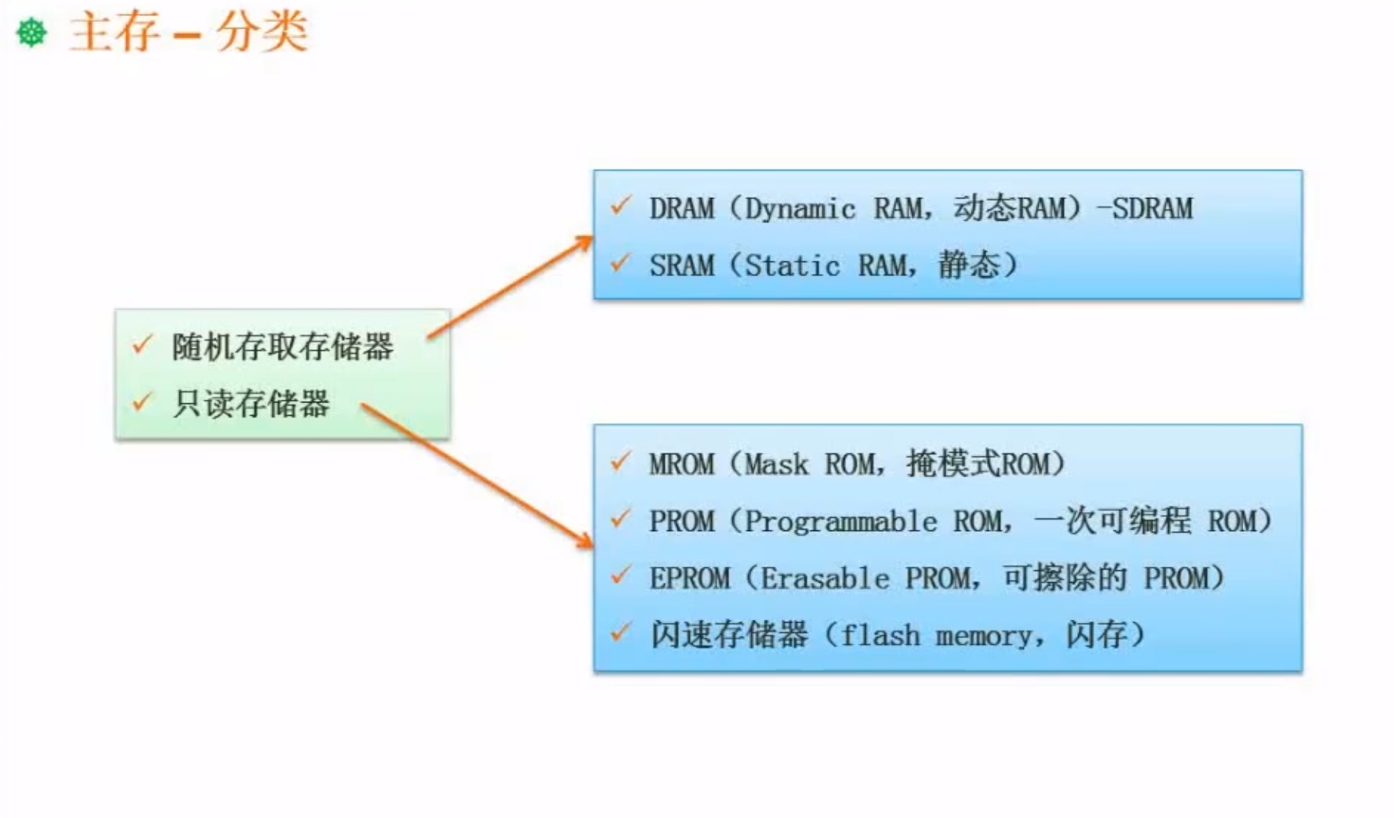 主存 – 分类
DRAM（Dynamic RAM，动态RAM）-SDRAM
SRAM（Static RAM，静态）
随机存取存储器
只读存储器
MROM（Mask ROM，掩模式ROM）
PROM（Programmable ROM，一次可编程 ROM）
EPROM（Erasable PROM，可擦除的 PROM）
闪速存储器（flash memory，闪存）